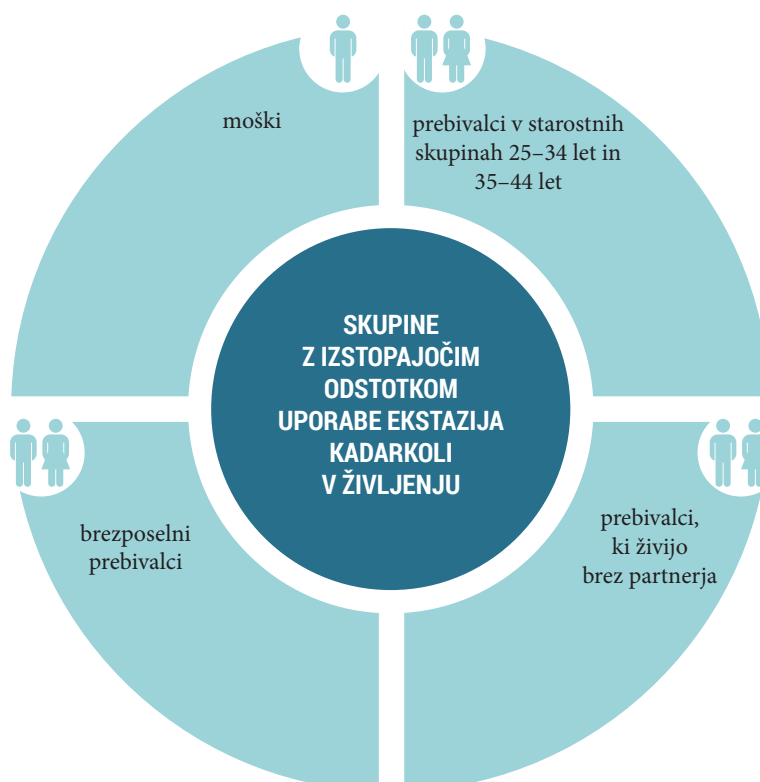 moški
prebivalci v starostnih
skupinah 25–34 let in
35–44 let
SKUPINE
Z IZSTOPAJOČIM
ODSTOTKOM
UPORABE EKSTAZIJA
KADARKOLI
V ŽIVLJENJU
brezposelni
prebivalci
prebivalci,
ki živijo
brez partnerja